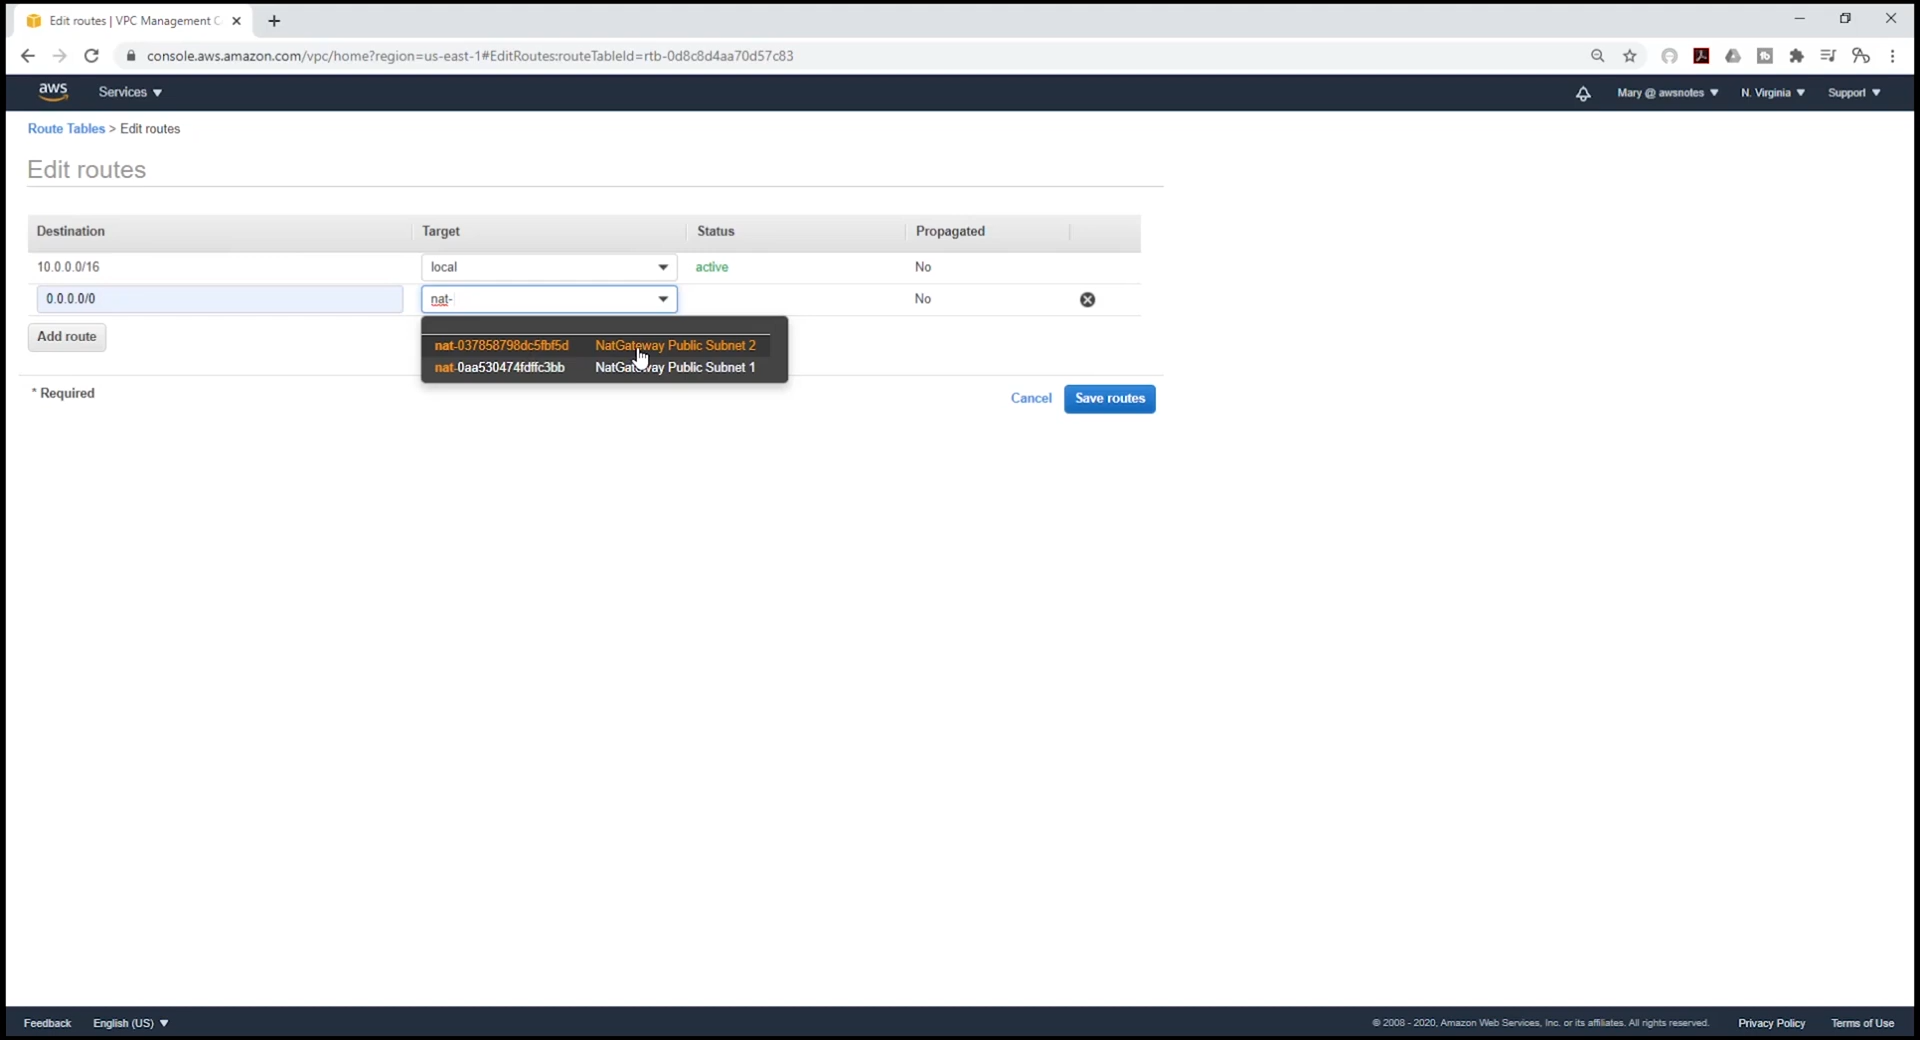 Edit routes | VPC Management C
console.aws.amazon.com/vpc/home?region=us-east-1#EditRoutes:routeTableId=rtb-0d8c8d4aa70d57c83
aws
Services
Mary @ awsnotes
N. Virginia
Support
Route Tables > Edit routes
Edit routes
Destination Target Status Propagated
10.0.0.0/16 local active No
0.0.0.0/0 nat- No
Add route
nat-037858798dc5fbf5d NatGateway Public Subnet 2
nat-0aa530474fdffc3bb NatGateway Public Subnet 1
* Required
Cancel
Save routes
Feedback
English (US)
© 2008 - 2020, Amazon Web Services, Inc. or its affiliates. All rights reserved.
Privacy Policy
Terms of Use